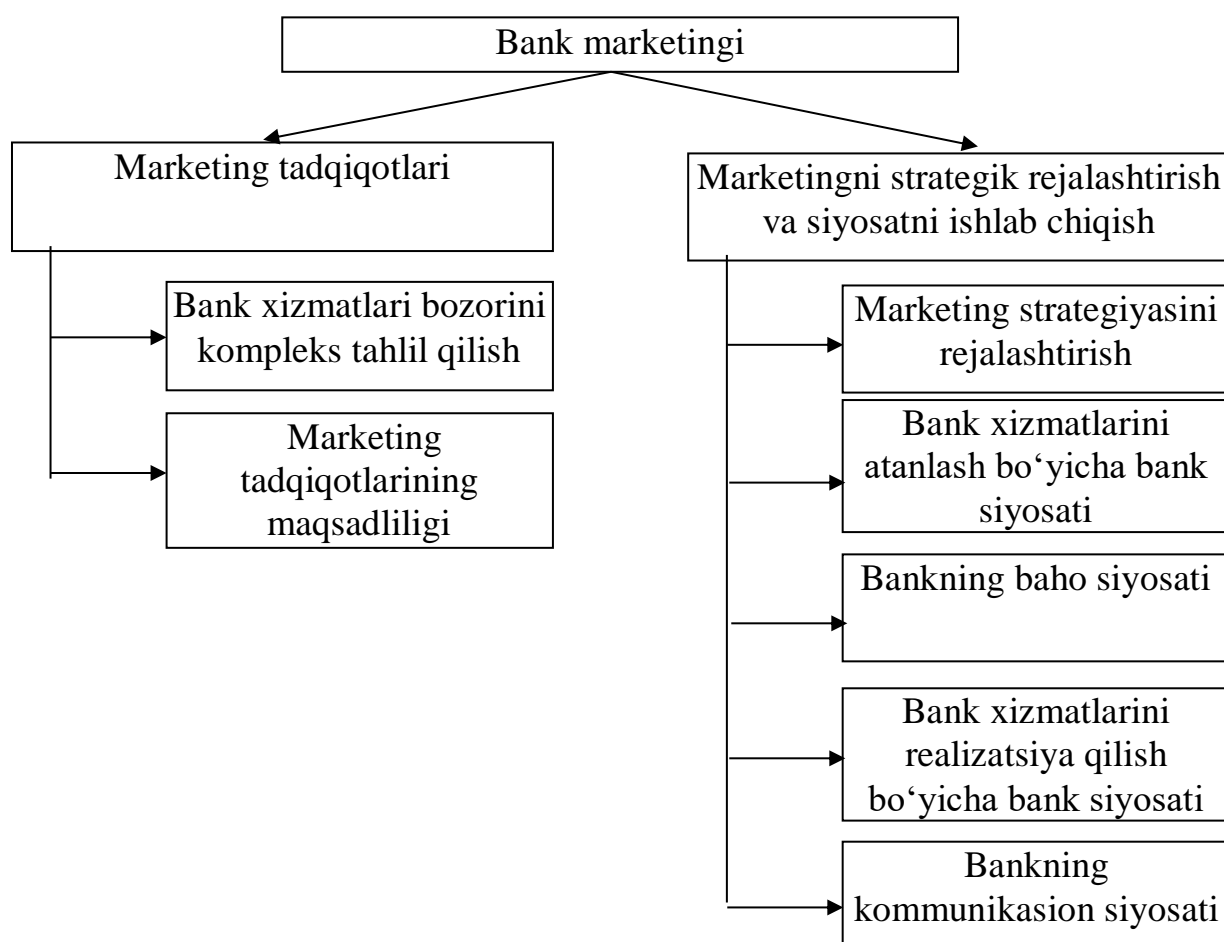 Bank marketingi
Marketing tadqiqotlari
Bank xizmatlari bozorini
kompleks tahlil qilish
Marketing
tadqiqotlarining
maqsadliligi
Marketingni strategik rejalashtirish
va siyosatni ishlab chiqish
Marketing strategiyasini
rejalashtirish
Bank xizmatlarini
atanlash bo‘yicha bank
siyosati
Bankning baho siyosati
Bank xizmatlarini
realizatsiya qilish
bo‘yicha bank siyosati
Bankning
kommunikasion siyosati